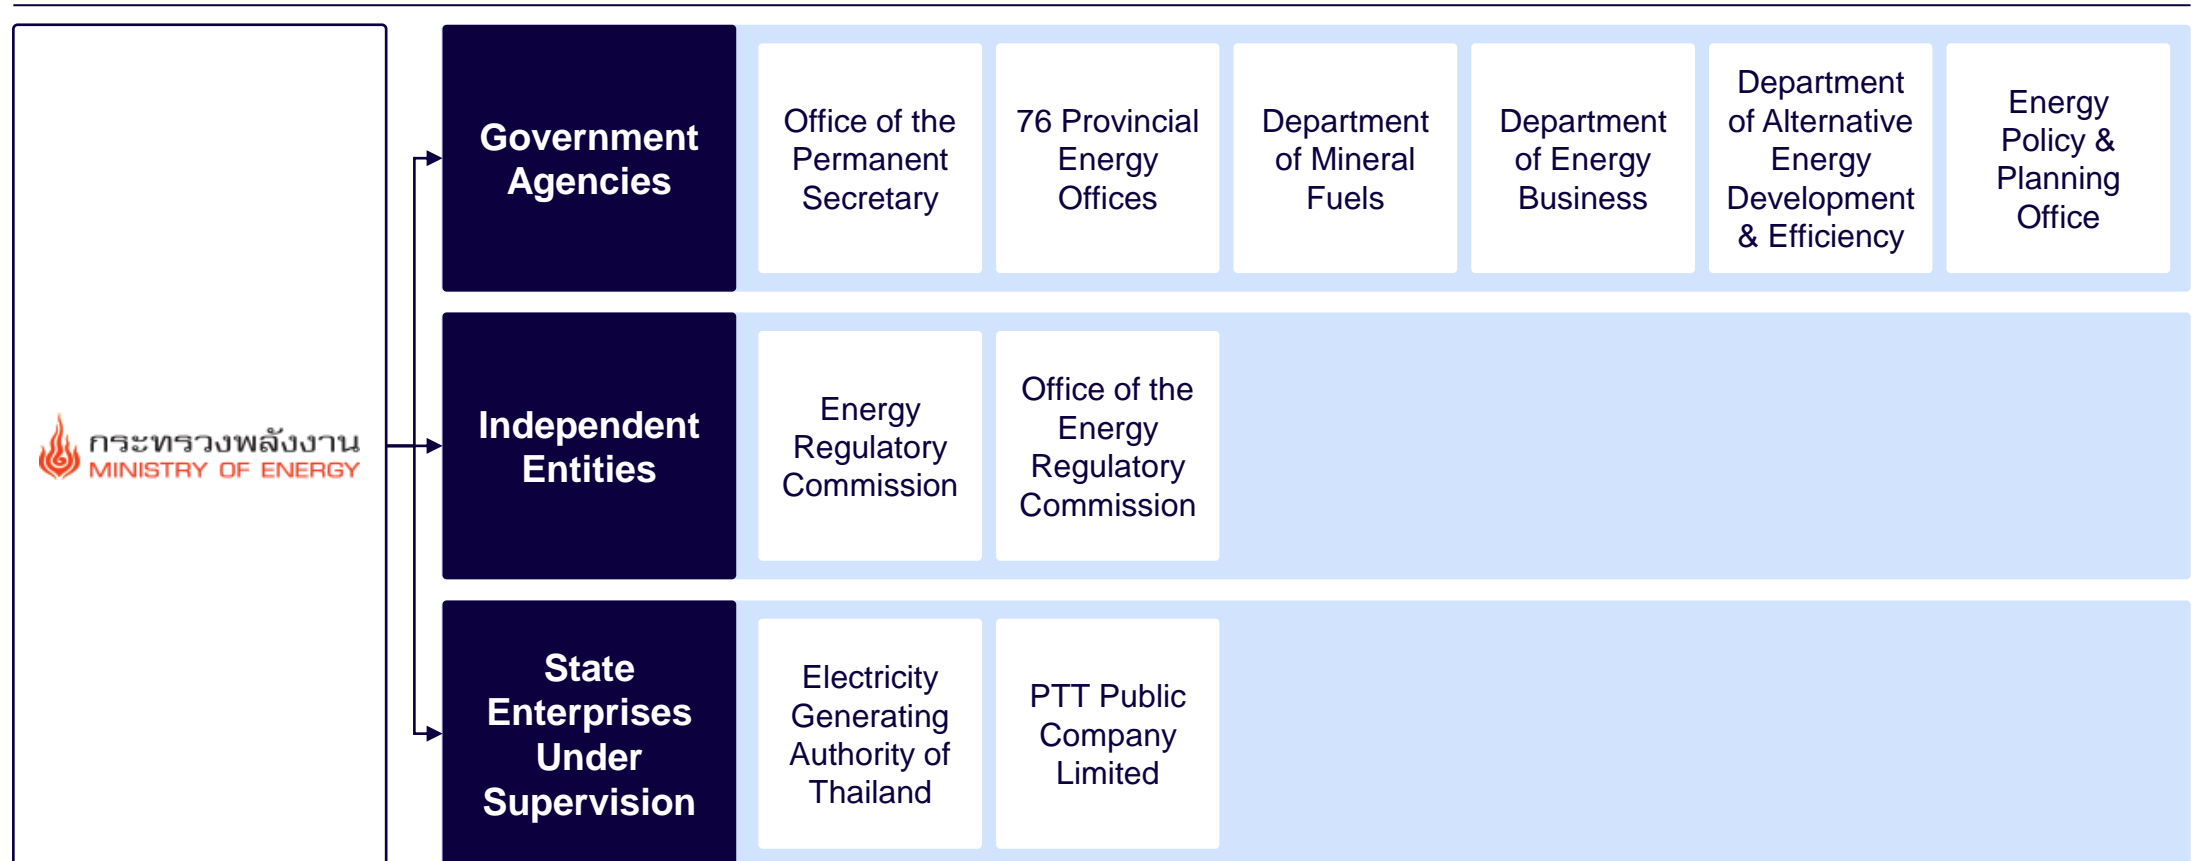 กระทรวงพลังงาน
MINISTRY OF ENERGY
Government
Agencies
Office of the
Permanent
Secretary
76 Provincial
Energy
Offices
Department
of Mineral
Fuels
Department
of Energy
Business
Department
of Alternative
Energy
Development
& Efficiency
Energy
Policy &
Planning
Office
Independent
Entities
Energy
Regulatory
Commission
Office of the
Energy
Regulatory
Commission
State
Enterprises
Under
Supervision
Electricity
Generating
Authority of
Thailand
PTT Public
Company
Limited